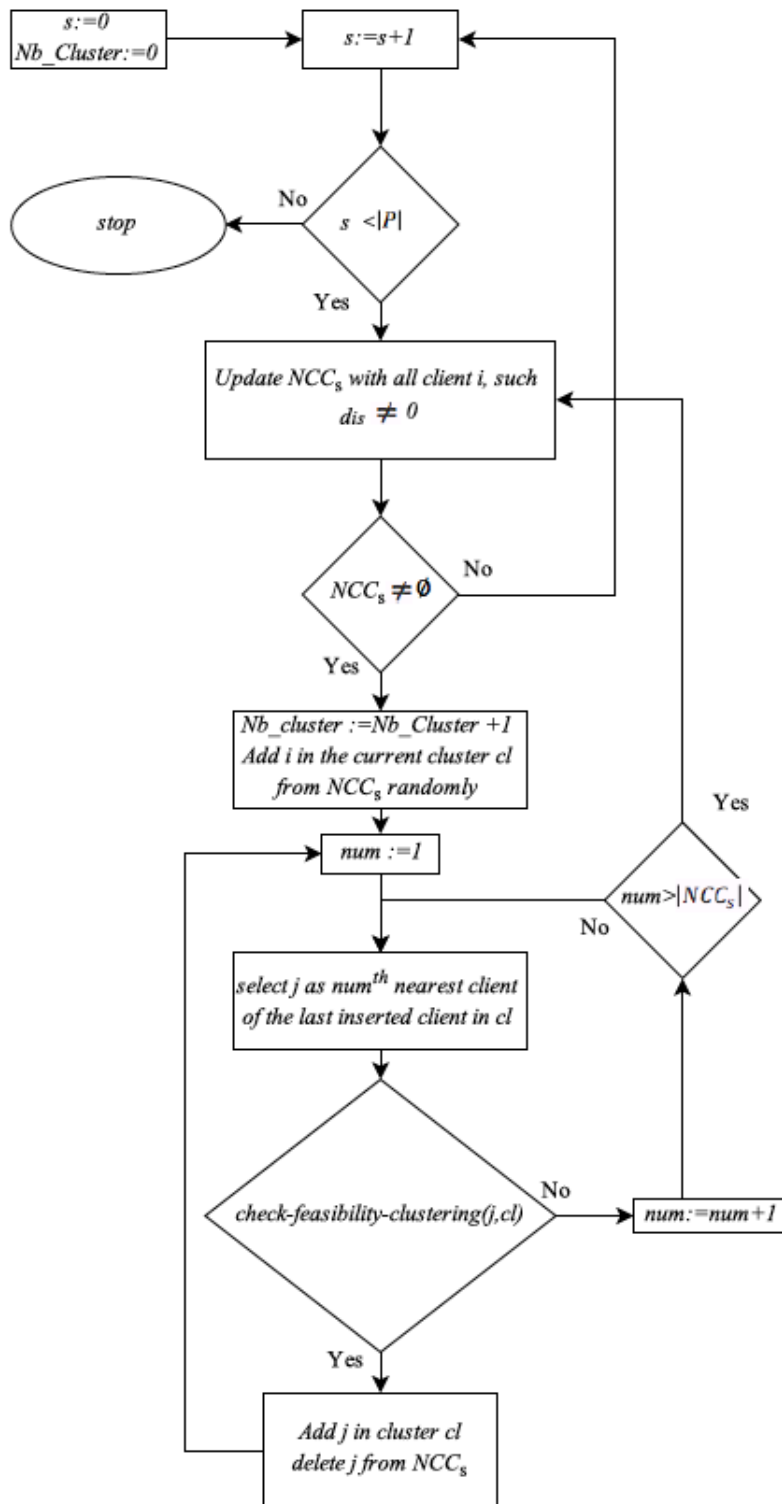 s:=0
Nb_Cluster:=0
s:=s+1
No
stop
s <|P|
Yes
Update NCCₛ with all client i, such
dis ≠ 0
NCCₛ ≠ ∅
No
Yes
Nb_cluster :=Nb_Cluster +1
Add i in the current cluster cl
from NCCₛ randomly
Yes
num :=1
num>|NCCₛ|
No
select j as numᵗʰ nearest client
of the last inserted client in cl
check-feasibility-clustering(j,cl)
No
num:=num+1
Yes
Add j in cluster cl
delete j from NCCₛ